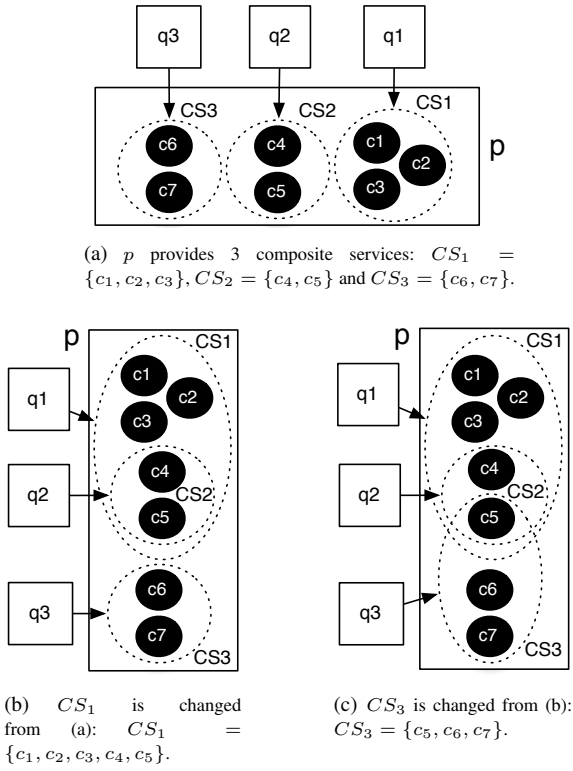 q3 q2 q1
CS3 CS2 CS1
c6 c4 c1
c2
p
c7 c5 c3
(a) p provides 3 composite services: CS₁ =
{c₁, c₂, c₃}, CS₂ = {c₄, c₅} and CS₃ = {c₆, c₇}.
p
CS1
c1
c2
q1
c3
c4
q2
CS2
c5
c6
q3
c7
CS3
(b) CS₁ is changed
from (a): CS₁ =
{c₁, c₂, c₃, c₄, c₅}.
p
CS1
c1
c2
q1
c3
c4
q2
CS2
c5
c6
q3
c7
CS3
(c) CS₃ is changed from (b):
CS₃ = {c₅, c₆, c₇}.